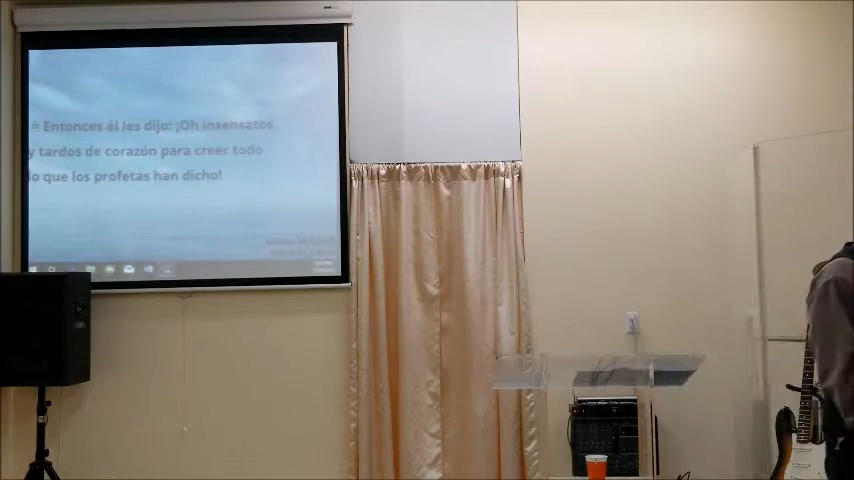 = Entonces él les dijo: ¡Oh insensatos
y tardos de corazón para creer todo
lo que los profetas han dicho!